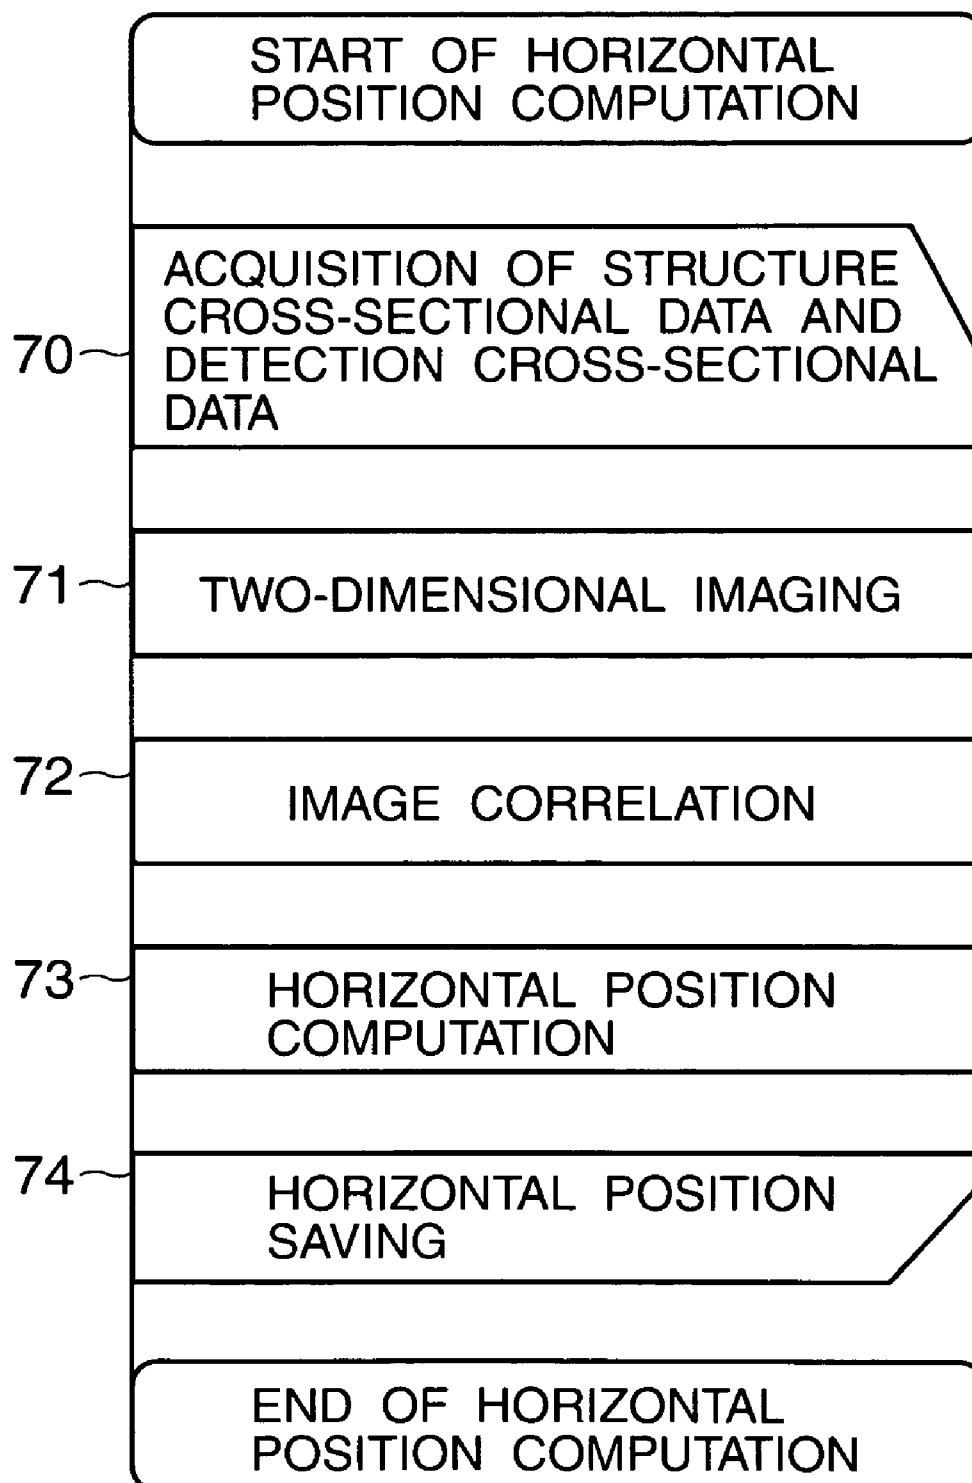 START OF HORIZONTAL
POSITION COMPUTATION
70
ACQUISITION OF STRUCTURE
CROSS-SECTIONAL DATA AND
DETECTION CROSS-SECTIONAL
DATA
71
TWO-DIMENSIONAL IMAGING
72
IMAGE CORRELATION
73
HORIZONTAL POSITION
COMPUTATION
74
HORIZONTAL POSITION
SAVING
END OF HORIZONTAL
POSITION COMPUTATION